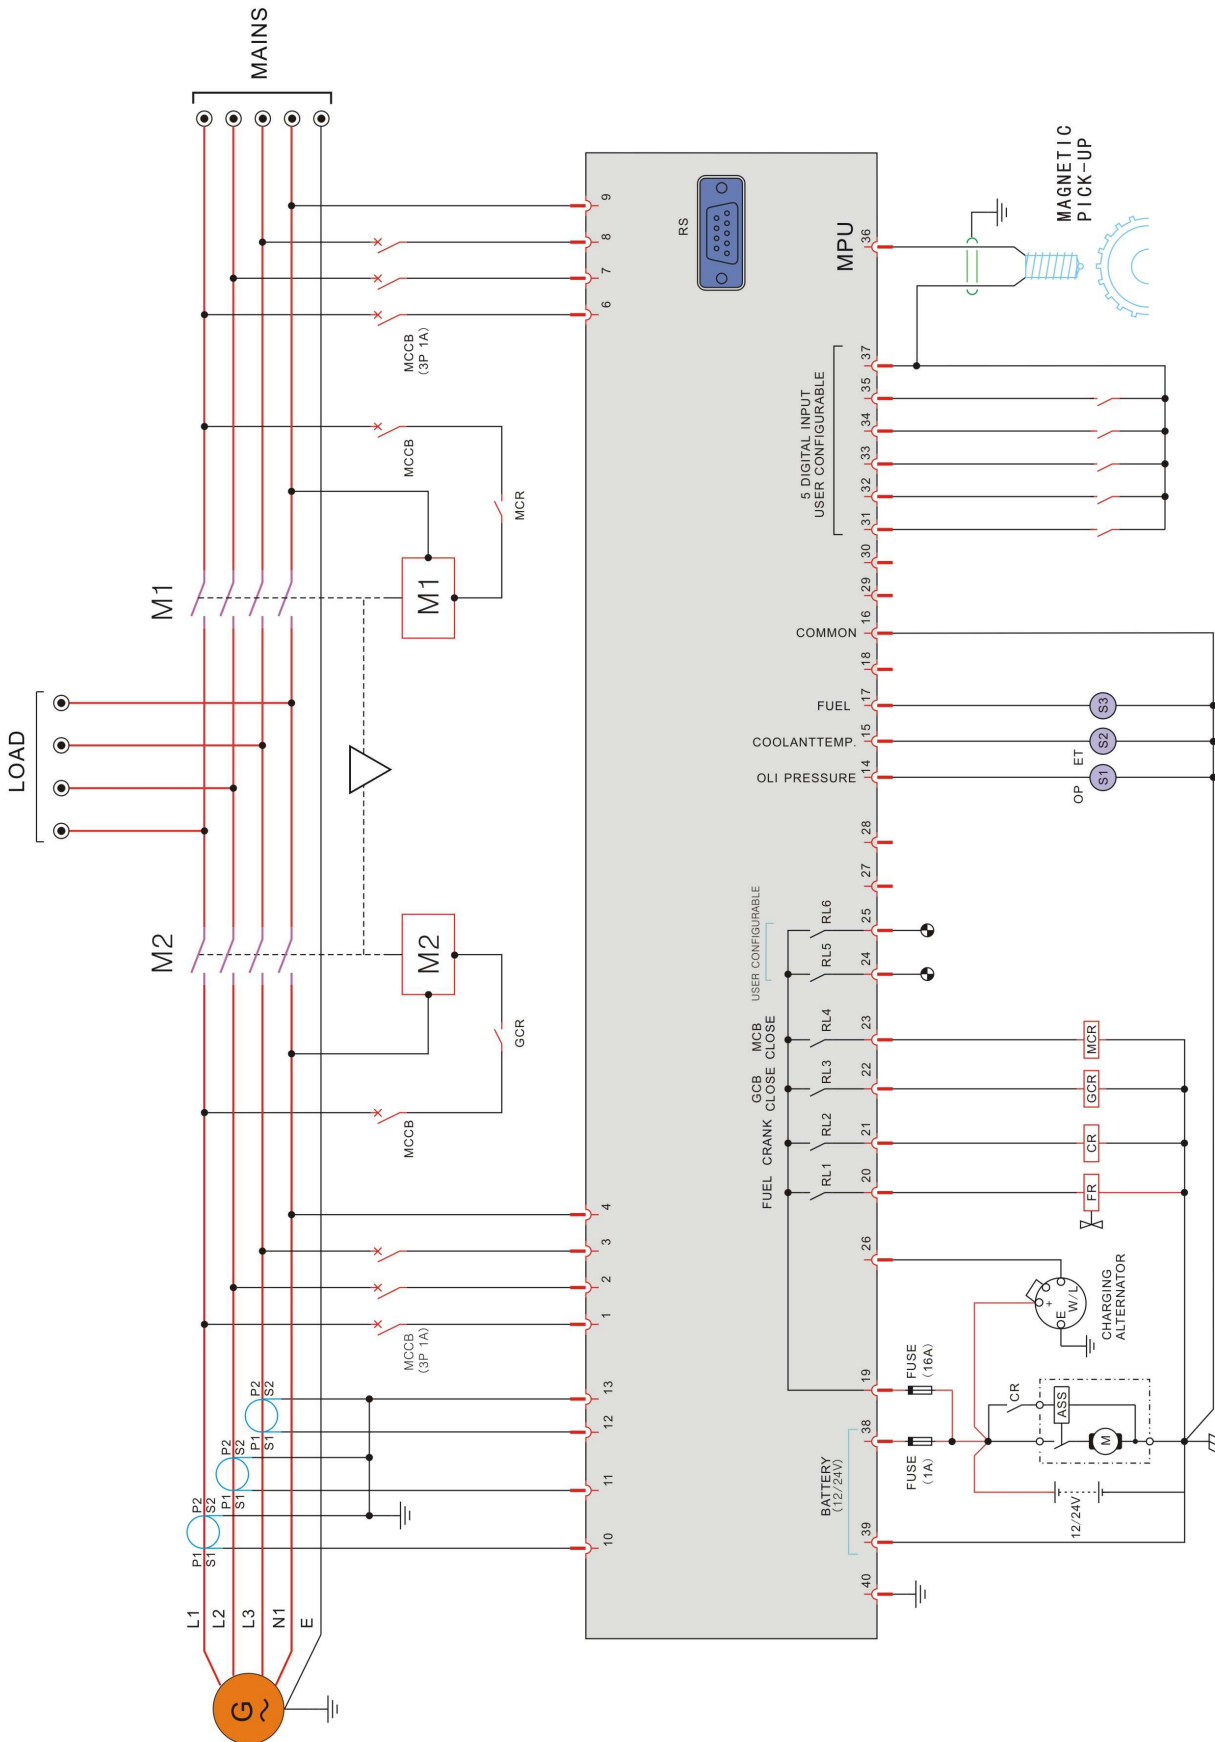 LOAD
M2
M1
MAINS
L1
L2
L3
N1
E
G
~
P1
P2
S1
S2
P1
P2
S1
S2
P1
P2
S1
S2
MCCB
(3P 1A)
MCCB
M2
GCR
M1
MCCB
MCR
MCCB
(3P 1A)
10
11
12
13
1
2
3
4
6
7
8
9
RS
FUEL
CRANK
GCB
CLOSE
MCB
CLOSE
USER CONFIGURABLE
OLI PRESSURE
COOLANTTEMP.
FUEL
COMMON
5 DIGITAL INPUT
USER CONFIGURABLE
MPU
BATTERY
(12/24V)
RL1
RL2
RL3
RL4
RL5
RL6
40
39
38
19
26
20
21
22
23
24
25
27
28
14
15
17
18
16
29
30
31
32
33
34
35
37
36
FUSE
(1A)
FUSE
(16A)
CR
ASS
M
12/24V
+
E
W/L
CHARGING
ALTERNATOR
FR
CR
GCR
MCR
OP
ET
S1
S2
S3
MAGNETIC
PICK-UP